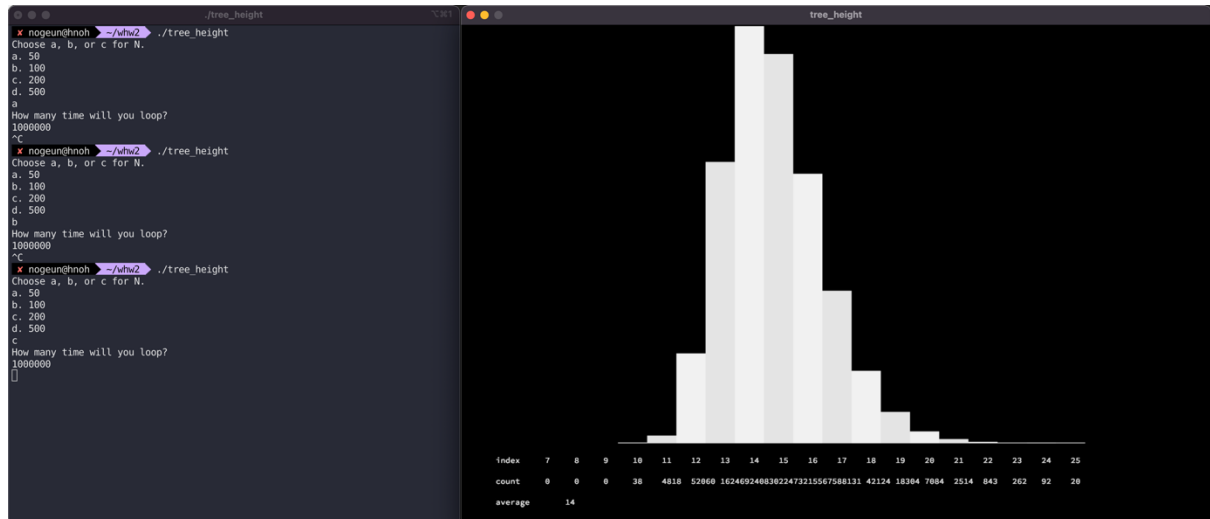 ./tree_height
⌥⌘1
✘ nogeun@hnoh ~/whw2 ./tree_height
Choose a, b, or c for N.
a. 50
b. 100
c. 200
d. 500
a
How many time will you loop?
1000000
^C
✘ nogeun@hnoh ~/whw2 ./tree_height
Choose a, b, or c for N.
a. 50
b. 100
c. 200
d. 500
b
How many time will you loop?
1000000
^C
✘ nogeun@hnoh ~/whw2 ./tree_height
Choose a, b, or c for N.
a. 50
b. 100
c. 200
d. 500
c
How many time will you loop?
1000000
tree_height
index 7 8 9 10 11 12 13 14 15 16 17 18 19 20 21 22 23 24 25
count 0 0 0 38 4818 52060 162469240830224732155675​88131 42124 18304 7084 2514 843 262 92 20
average 14